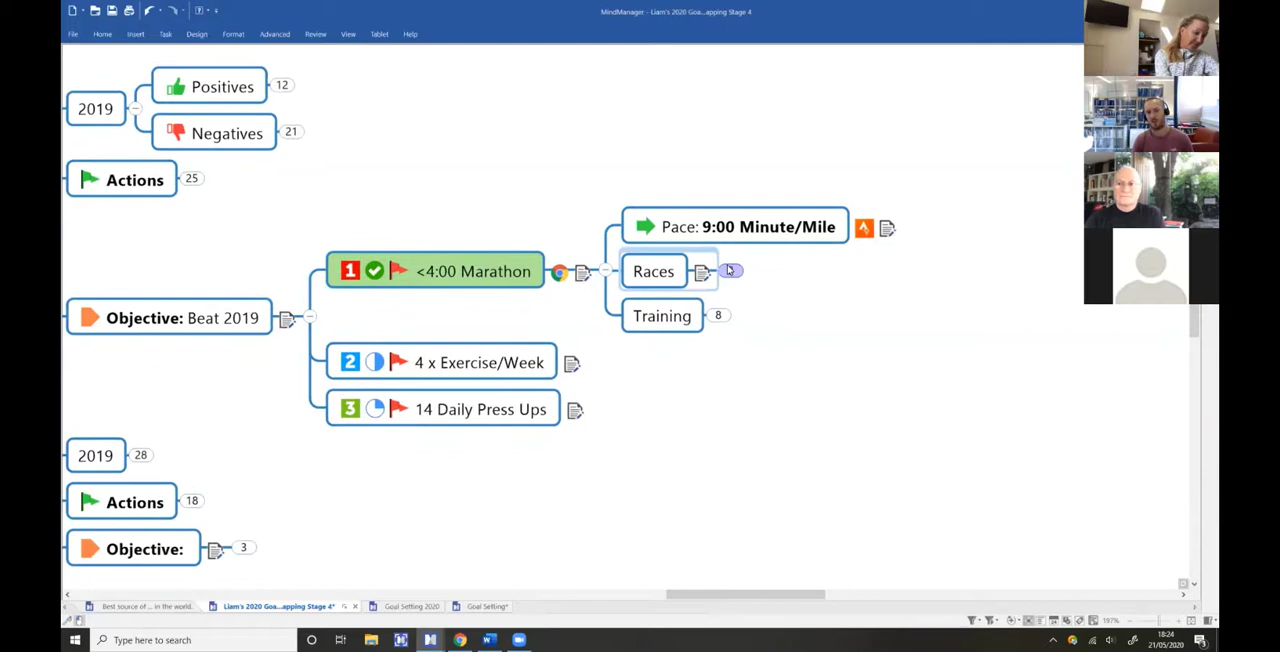 MindManager - Liam's 2020 Goa...apping Stage 4
File Home Insert Task Design Format Advanced Review View Tablet Help
2019
Positives 12
Negatives 21
Actions 25
Pace: 9:00 Minute/Mile
1 <4:00 Marathon
Races
Objective: Beat 2019
Training 8
2 4 x Exercise/Week
3 14 Daily Press Ups
2019 28
Actions 18
Objective: 3
Best source of ... in the world. Liam's 2020 Goa...apping Stage 4* Goal Setting 2020 Goal Setting*
197%
Type here to search
18:24
21/05/2020